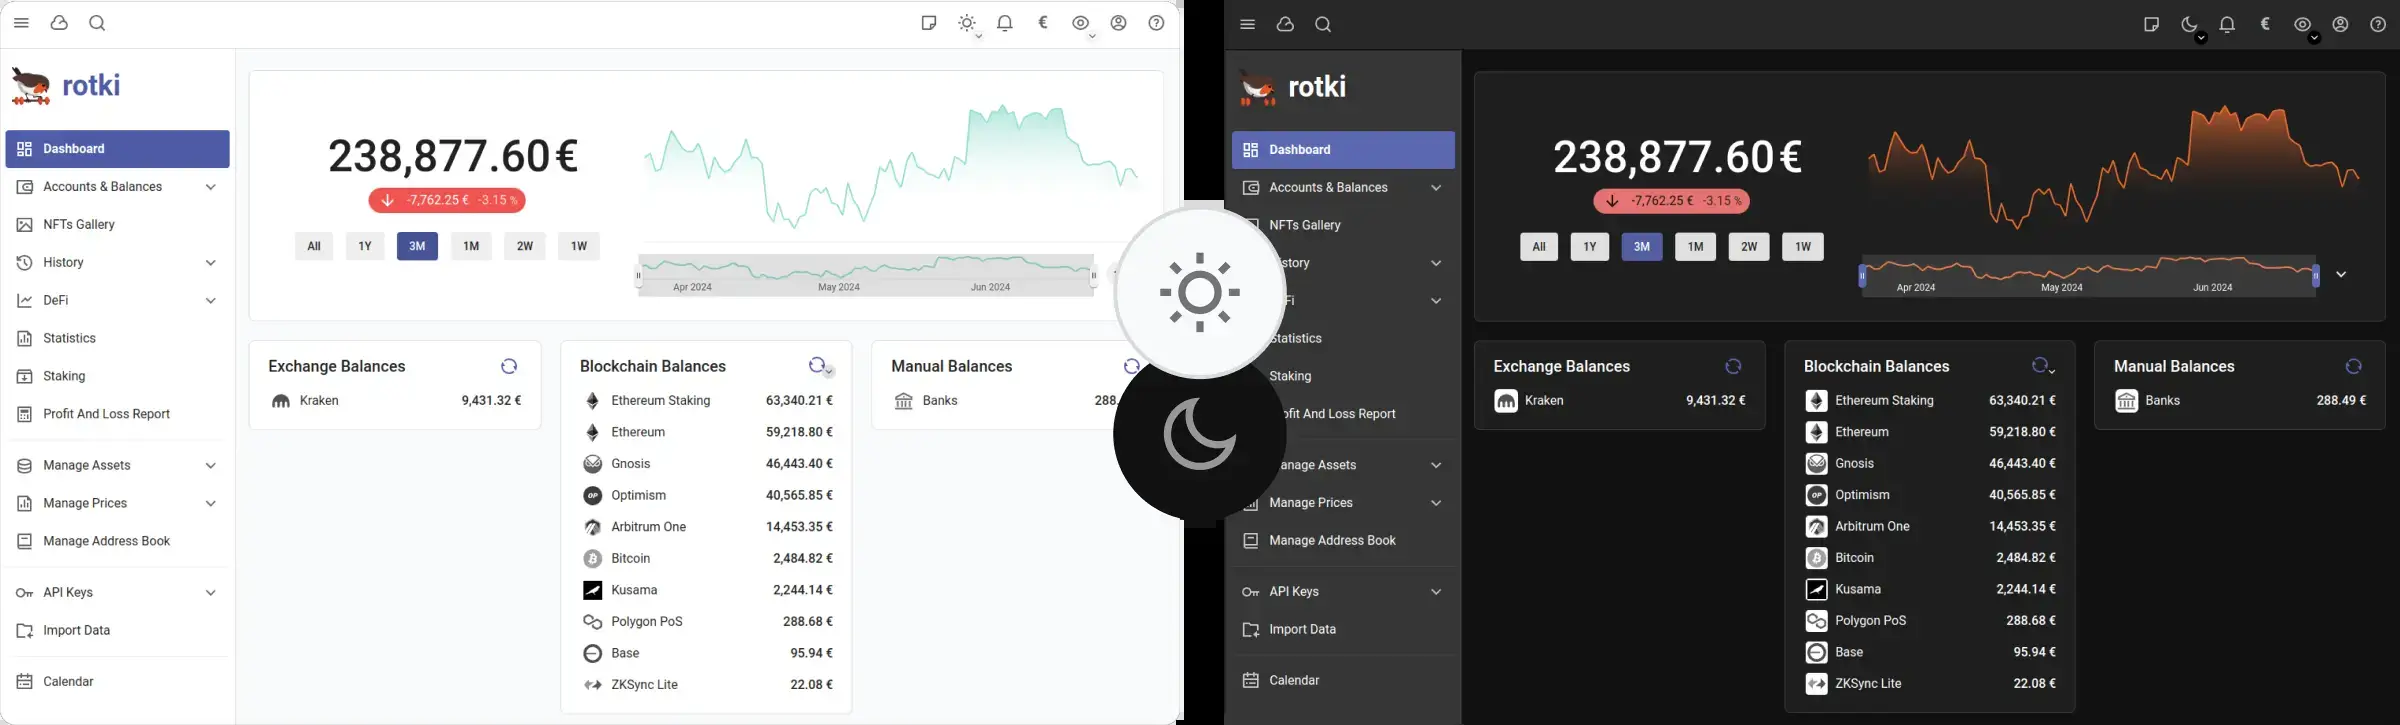 rotki
Dashboard
Accounts & Balances
NFTs Gallery
History
DeFi
Statistics
Staking
Profit And Loss Report
Manage Assets
Manage Prices
Manage Address Book
API Keys
Import Data
Calendar
€
238,877.60 €
-7,762.25 € -3.15 %
All 1Y 3M 1M 2W 1W
Apr 2024 May 2024 Jun 2024
Exchange Balances
Kraken 9,431.32 €
Blockchain Balances
Ethereum Staking 63,340.21 €
Ethereum 59,218.80 €
Gnosis 46,443.40 €
OP Optimism 40,565.85 €
Arbitrum One 14,453.35 €
Bitcoin 2,484.82 €
Kusama 2,244.14 €
Polygon PoS 288.68 €
Base 95.94 €
ZKSync Lite 22.08 €
Manual Balances
Banks 288.
rotki
Dashboard
Accounts & Balances
NFTs Gallery
story
Fi
Statistics
Staking
ofit And Loss Report
anage Assets
Manage Prices
Manage Address Book
API Keys
Import Data
Calendar
€
238,877.60 €
-7,762.25 € -3.15 %
All 1Y 3M 1M 2W 1W
Apr 2024 May 2024 Jun 2024
Exchange Balances
Kraken 9,431.32 €
Blockchain Balances
Ethereum Staking 63,340.21 €
Ethereum 59,218.80 €
Gnosis 46,443.40 €
OP Optimism 40,565.85 €
Arbitrum One 14,453.35 €
Bitcoin 2,484.82 €
Kusama 2,244.14 €
Polygon PoS 288.68 €
Base 95.94 €
ZKSync Lite 22.08 €
Manual Balances
Banks 288.49 €